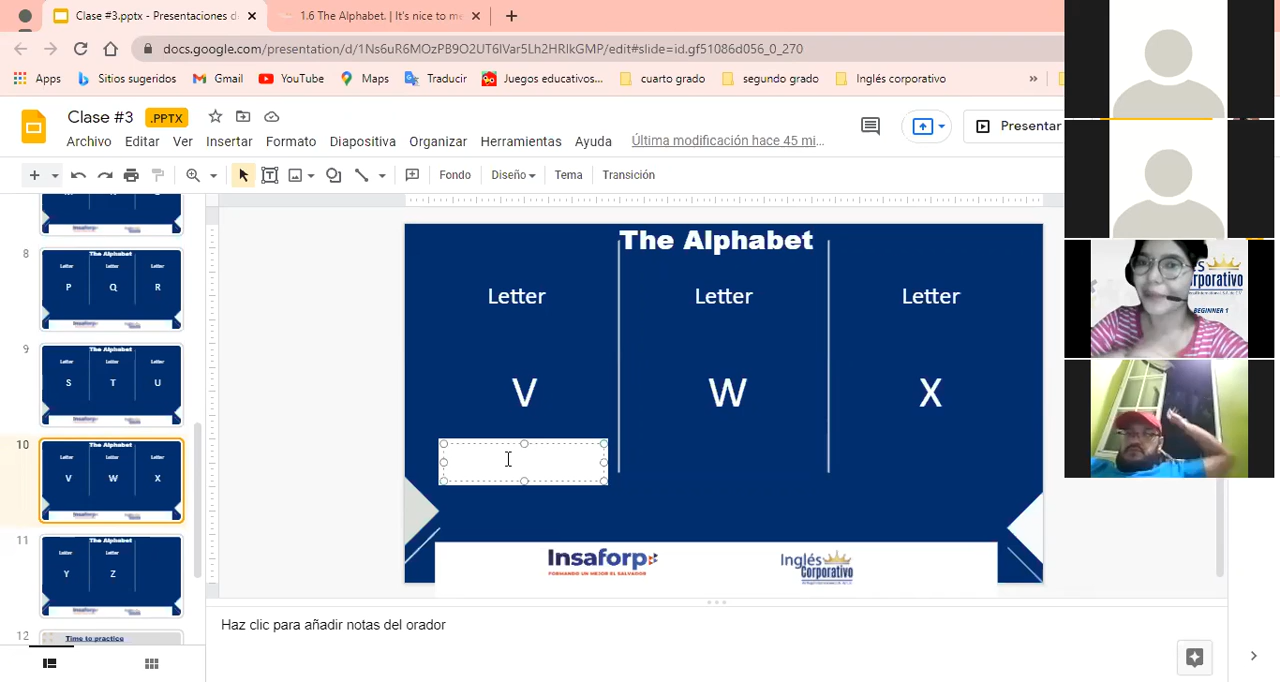 Clase #3.pptx - Presentaciones d
1.6 The Alphabet. | It's nice to me
docs.google.com/presentation/d/1Ns6uR6MOzPB9O2UT6IVar5Lh2HRIkGMP/edit#slide=id.gf51086d056_0_270
Apps Sitios sugeridos Gmail YouTube Maps Traducir Juegos educativos... cuarto grado segundo grado Inglés corporativo »
Clase #3 .PPTX
Archivo Editar Ver Insertar Formato Diapositiva Organizar Herramientas Ayuda Última modificación hace 45 mi...
Presentar
Fondo Diseño Tema Transición
8
The Alphabet
Letter Letter Letter
P Q R
9
The Alphabet
Letter Letter Letter
S T U
10
The Alphabet
Letter Letter Letter
V W X
11
The Alphabet
Letter Letter
Y Z
12
Time to practice
The Alphabet
Letter Letter Letter
V W X
Insaforp
FORMANDO UN MEJOR EL SALVADOR
Inglés
Corporativo
Haz clic para añadir notas del orador
Corporativo
BEGINNER 1